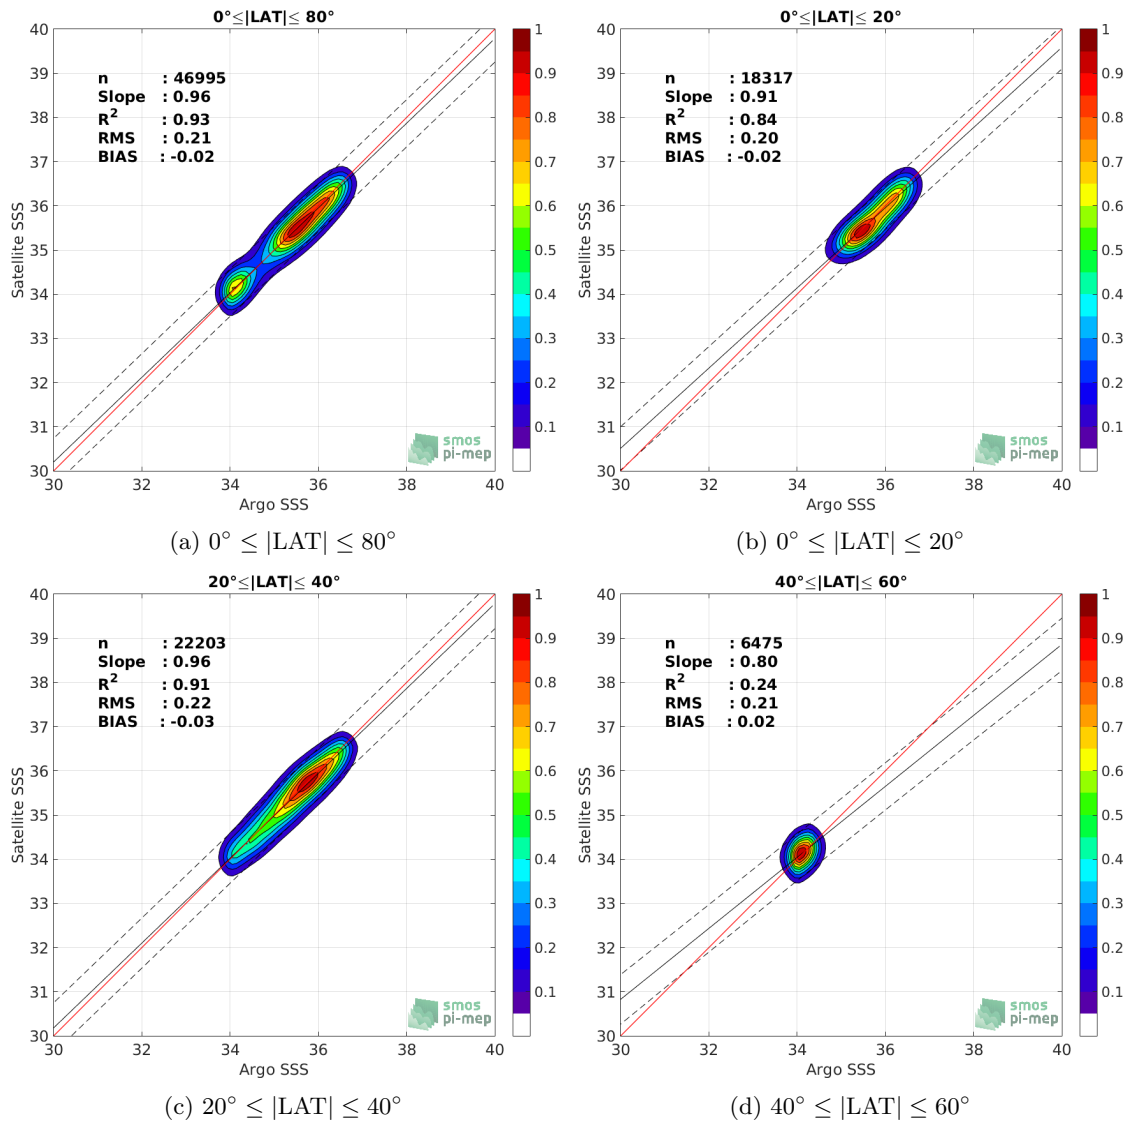 0°≤|LAT|≤ 80°
n : 46995
Slope : 0.96
R² : 0.93
RMS : 0.21
BIAS : -0.02
40
39
38
37
36
35
34
33
32
31
30
30 32 34 36 38 40
Satellite SSS
Argo SSS
1
0.9
0.8
0.7
0.6
0.5
0.4
0.3
0.2
0.1
smos
pi-mep
(a) 0° ≤ |LAT| ≤ 80°
0°≤|LAT|≤ 20°
n : 18317
Slope : 0.91
R² : 0.84
RMS : 0.20
BIAS : -0.02
40
39
38
37
36
35
34
33
32
31
30
30 32 34 36 38 40
Satellite SSS
Argo SSS
1
0.9
0.8
0.7
0.6
0.5
0.4
0.3
0.2
0.1
smos
pi-mep
(b) 0° ≤ |LAT| ≤ 20°
20°≤|LAT|≤ 40°
n : 22203
Slope : 0.96
R² : 0.91
RMS : 0.22
BIAS : -0.03
40
39
38
37
36
35
34
33
32
31
30
30 32 34 36 38 40
Satellite SSS
Argo SSS
1
0.9
0.8
0.7
0.6
0.5
0.4
0.3
0.2
0.1
smos
pi-mep
(c) 20° ≤ |LAT| ≤ 40°
40°≤|LAT|≤ 60°
n : 6475
Slope : 0.80
R² : 0.24
RMS : 0.21
BIAS : 0.02
40
39
38
37
36
35
34
33
32
31
30
30 32 34 36 38 40
Satellite SSS
Argo SSS
1
0.9
0.8
0.7
0.6
0.5
0.4
0.3
0.2
0.1
smos
pi-mep
(d) 40° ≤ |LAT| ≤ 60°